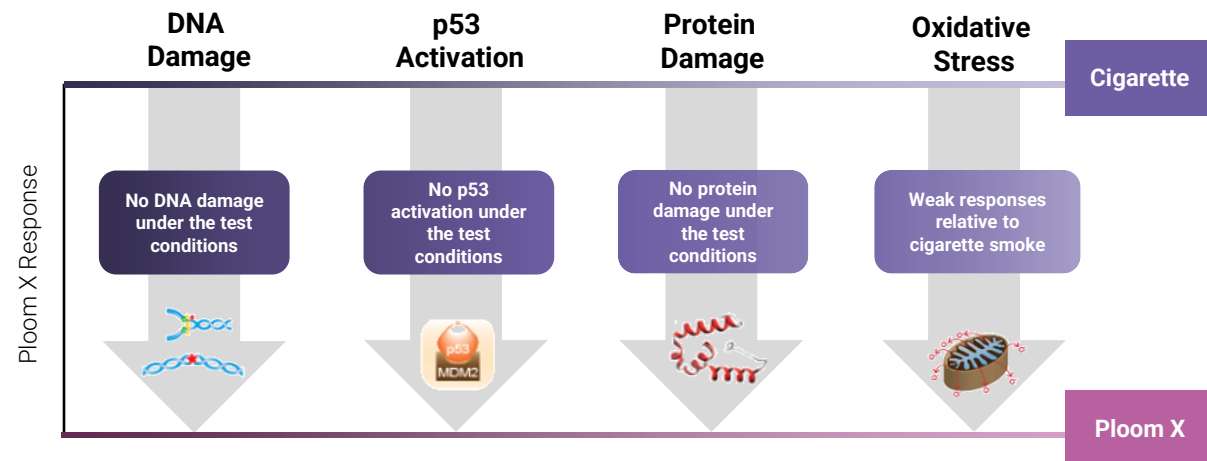 DNA
Damage
p53
Activation
Protein
Damage
Oxidative
Stress
Cigarette
Ploom X Response
No DNA damage
under the test
conditions
No p53
activation under
the test
conditions
No protein
damage under
the test
conditions
Weak responses
relative to
cigarette smoke
p53
MDM2
Ploom X